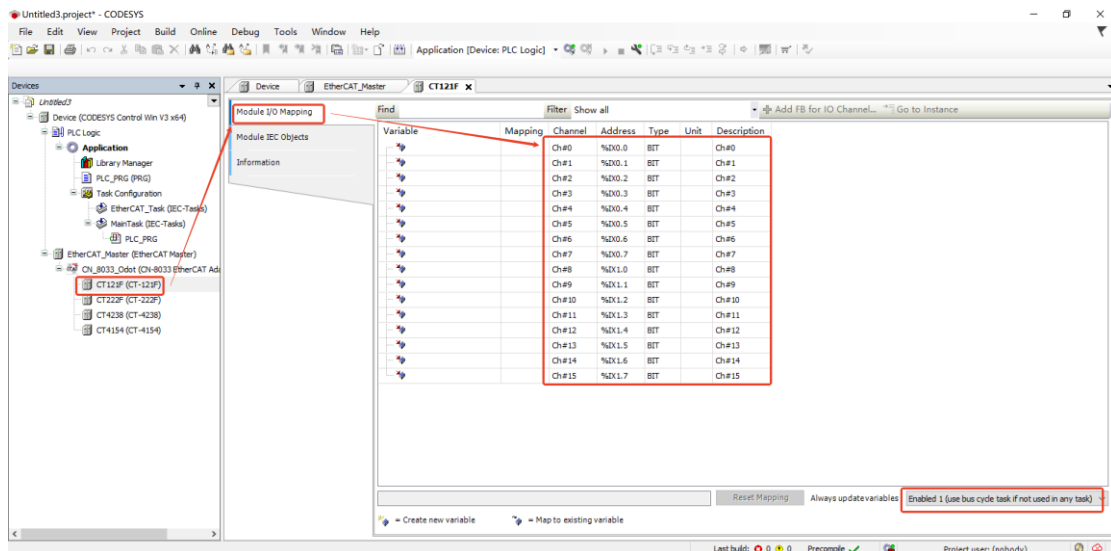 Untitled3.project* - CODESYS
File Edit View Project Build Online Debug Tools Window Help
Application [Device: PLC Logic]
Devices
Device EtherCAT_Master CT121F
Untitled3
Device (CODESYS Control Win V3 x64)
PLC Logic
Application
Library Manager
PLC_PRG (PRG)
Task Configuration
EtherCAT_Task (IEC-Tasks)
MainTask (IEC-Tasks)
PLC_PRG
EtherCAT_Master (EtherCAT Master)
CN_8033_Odot (CN-8033 EtherCAT Ada
CT121F (CT-121F)
CT222F (CT-222F)
CT4238 (CT-4238)
CT4154 (CT-4154)
Module I/O Mapping
Module IEC Objects
Information
Find Filter Show all Add FB for IO Channel... Go to Instance
Variable Mapping Channel Address Type Unit Description
Ch#0 %IX0.0 BIT Ch#0
Ch#1 %IX0.1 BIT Ch#1
Ch#2 %IX0.2 BIT Ch#2
Ch#3 %IX0.3 BIT Ch#3
Ch#4 %IX0.4 BIT Ch#4
Ch#5 %IX0.5 BIT Ch#5
Ch#6 %IX0.6 BIT Ch#6
Ch#7 %IX0.7 BIT Ch#7
Ch#8 %IX1.0 BIT Ch#8
Ch#9 %IX1.1 BIT Ch#9
Ch#10 %IX1.2 BIT Ch#10
Ch#11 %IX1.3 BIT Ch#11
Ch#12 %IX1.4 BIT Ch#12
Ch#13 %IX1.5 BIT Ch#13
Ch#14 %IX1.6 BIT Ch#14
Ch#15 %IX1.7 BIT Ch#15
Reset Mapping Always update variables Enabled 1 (use bus cycle task if not used in any task)
= Create new variable = Map to existing variable
Last build: 0 0 Precompile Project user: (nobody)